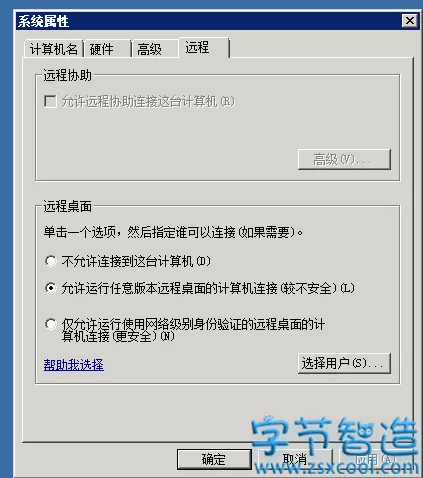 系统属性
计算机名
硬件
高级
远程
远程协助
允许远程协助连接这台计算机(R)
高级(V)...
远程桌面
单击一个选项，然后指定谁可以连接(如果需要)。
不允许连接到这台计算机(D)
允许运行任意版本远程桌面的计算机连接(较不安全)(L)
仅允许运行使用网络级别身份验证的远程桌面的计
算机连接(更安全)(N)
帮助我选择
选择用户(S)...
确定
取消
应用(A)
字节智造
www.zsxcool.com